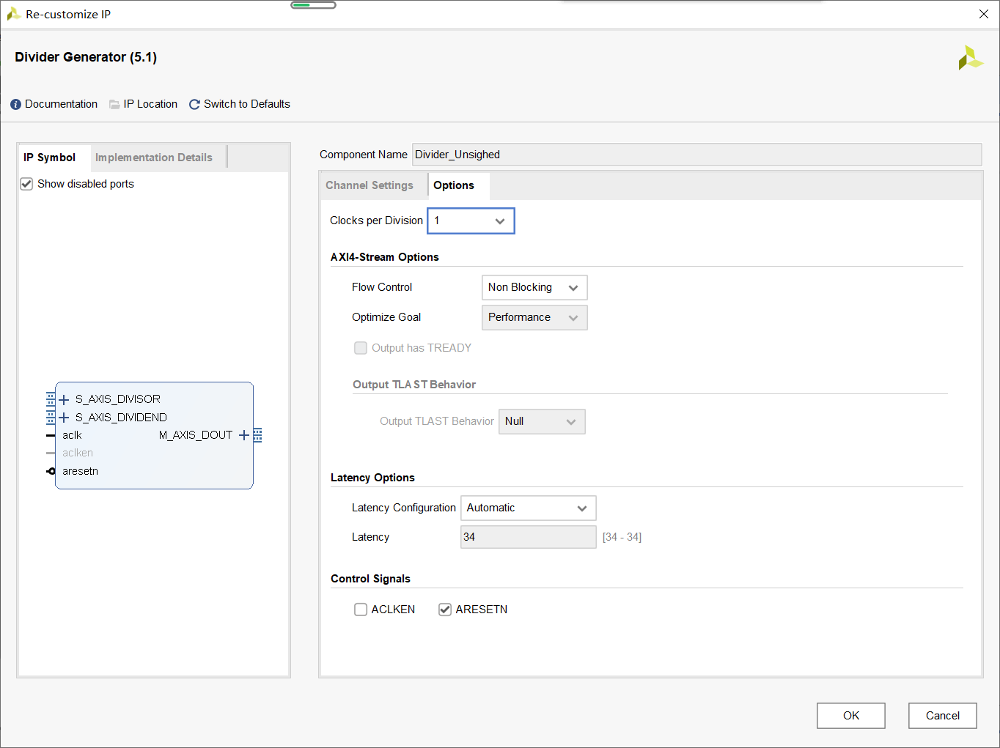 Re-customize IP
Divider Generator (5.1)
Documentation IP Location Switch to Defaults
IP Symbol Implementation Details
Show disabled ports
S_AXIS_DIVISOR
S_AXIS_DIVIDEND
aclk M_AXIS_DOUT
aclken
aresetn
Component Name Divider_Unsighed
Channel Settings Options
Clocks per Division 1
AXI4-Stream Options
Flow Control Non Blocking
Optimize Goal Performance
Output has TREADY
Output TLAST Behavior
Output TLAST Behavior Null
Latency Options
Latency Configuration Automatic
Latency 34 [34 - 34]
Control Signals
ACLKEN ARESETN
OK Cancel